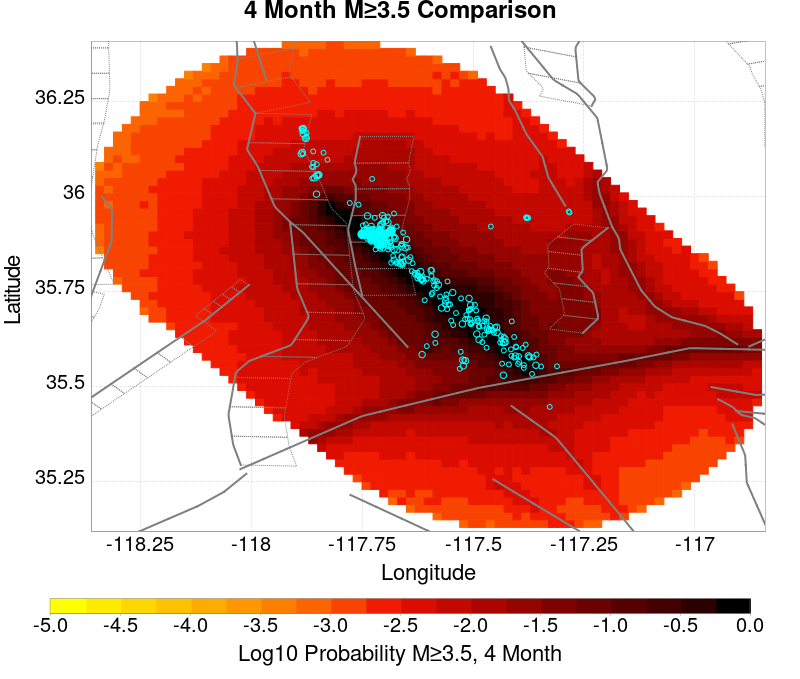 4 Month M≥3.5 Comparison
36.25
36
35.75
35.5
35.25
Latitude
-118.25 -118 -117.75 -117.5 -117.25 -117
Longitude
-5.0 -4.5 -4.0 -3.5 -3.0 -2.5 -2.0 -1.5 -1.0 -0.5 0.0
Log10 Probability M≥3.5, 4 Month